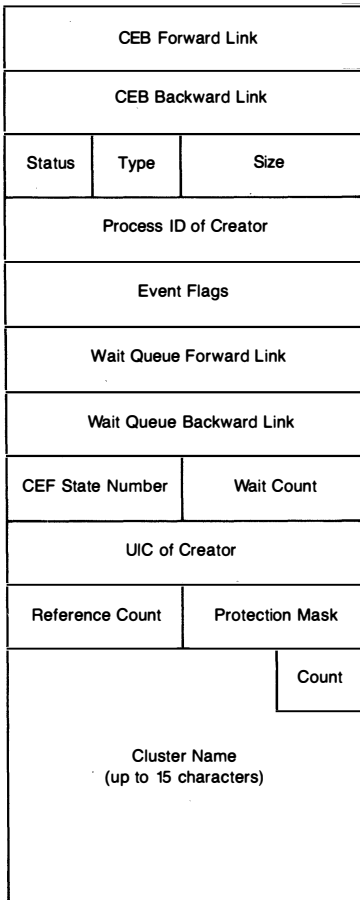 CEB Forward Link
CEB Backward Link
Status Type Size
Process ID of Creator
Event Flags
Wait Queue Forward Link
Wait Queue Backward Link
CEF State Number Wait Count
UIC of Creator
Reference Count Protection Mask
Count
Cluster Name
(up to 15 characters)